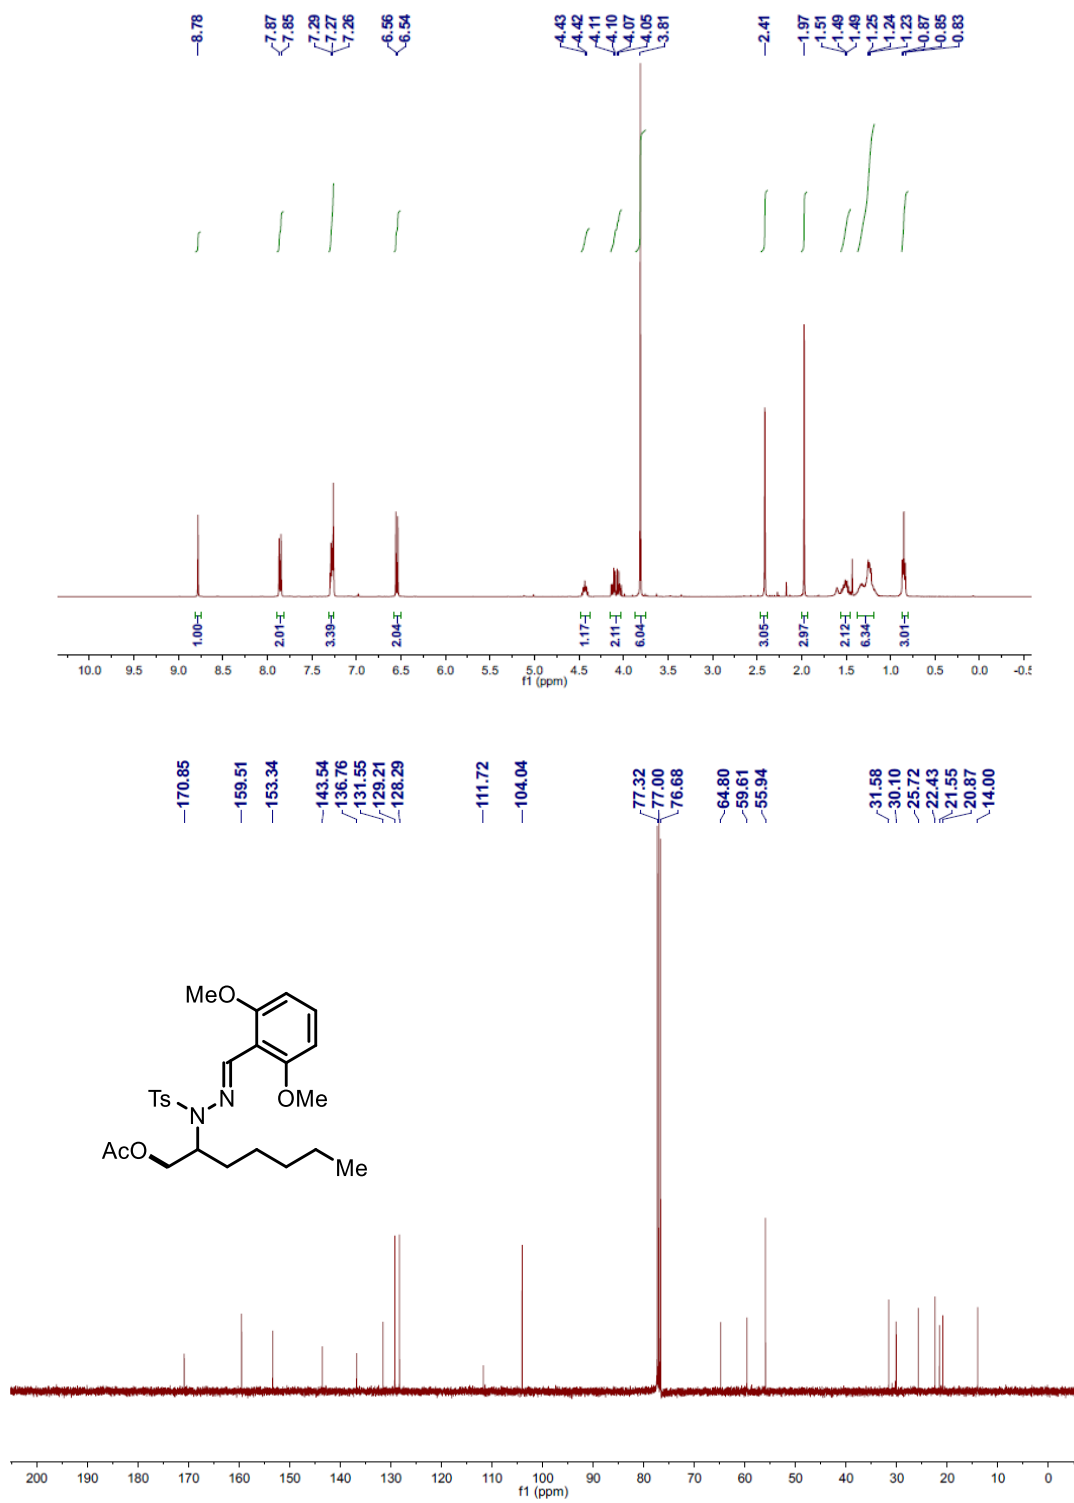 8.78 7.87 7.85 7.29 7.27 7.26 6.56 6.54 4.43 4.42 4.11 4.10 4.07 4.05 3.81 2.41 1.97 1.51 1.49 1.49 1.25 1.24 1.23 0.87 0.85 0.83
1.00 2.01 3.39 2.04 1.17 2.11 6.04 3.05 2.97 2.12 6.34 3.01
10.0 9.5 9.0 8.5 8.0 7.5 7.0 6.5 6.0 5.5 5.0 4.5 4.0 3.5 3.0 2.5 2.0 1.5 1.0 0.5 0.0 -0.5
f1 (ppm)
170.85 159.51 153.34 143.54 136.76 131.55 129.21 128.29 111.72 104.04 77.32 77.00 76.68 64.80 59.61 55.94 31.58 30.10 25.72 22.43 21.55 20.87 14.00
MeO
Ts N OMe
N
AcO
Me
200 190 180 170 160 150 140 130 120 110 100 90 80 70 60 50 40 30 20 10 0
f1 (ppm)